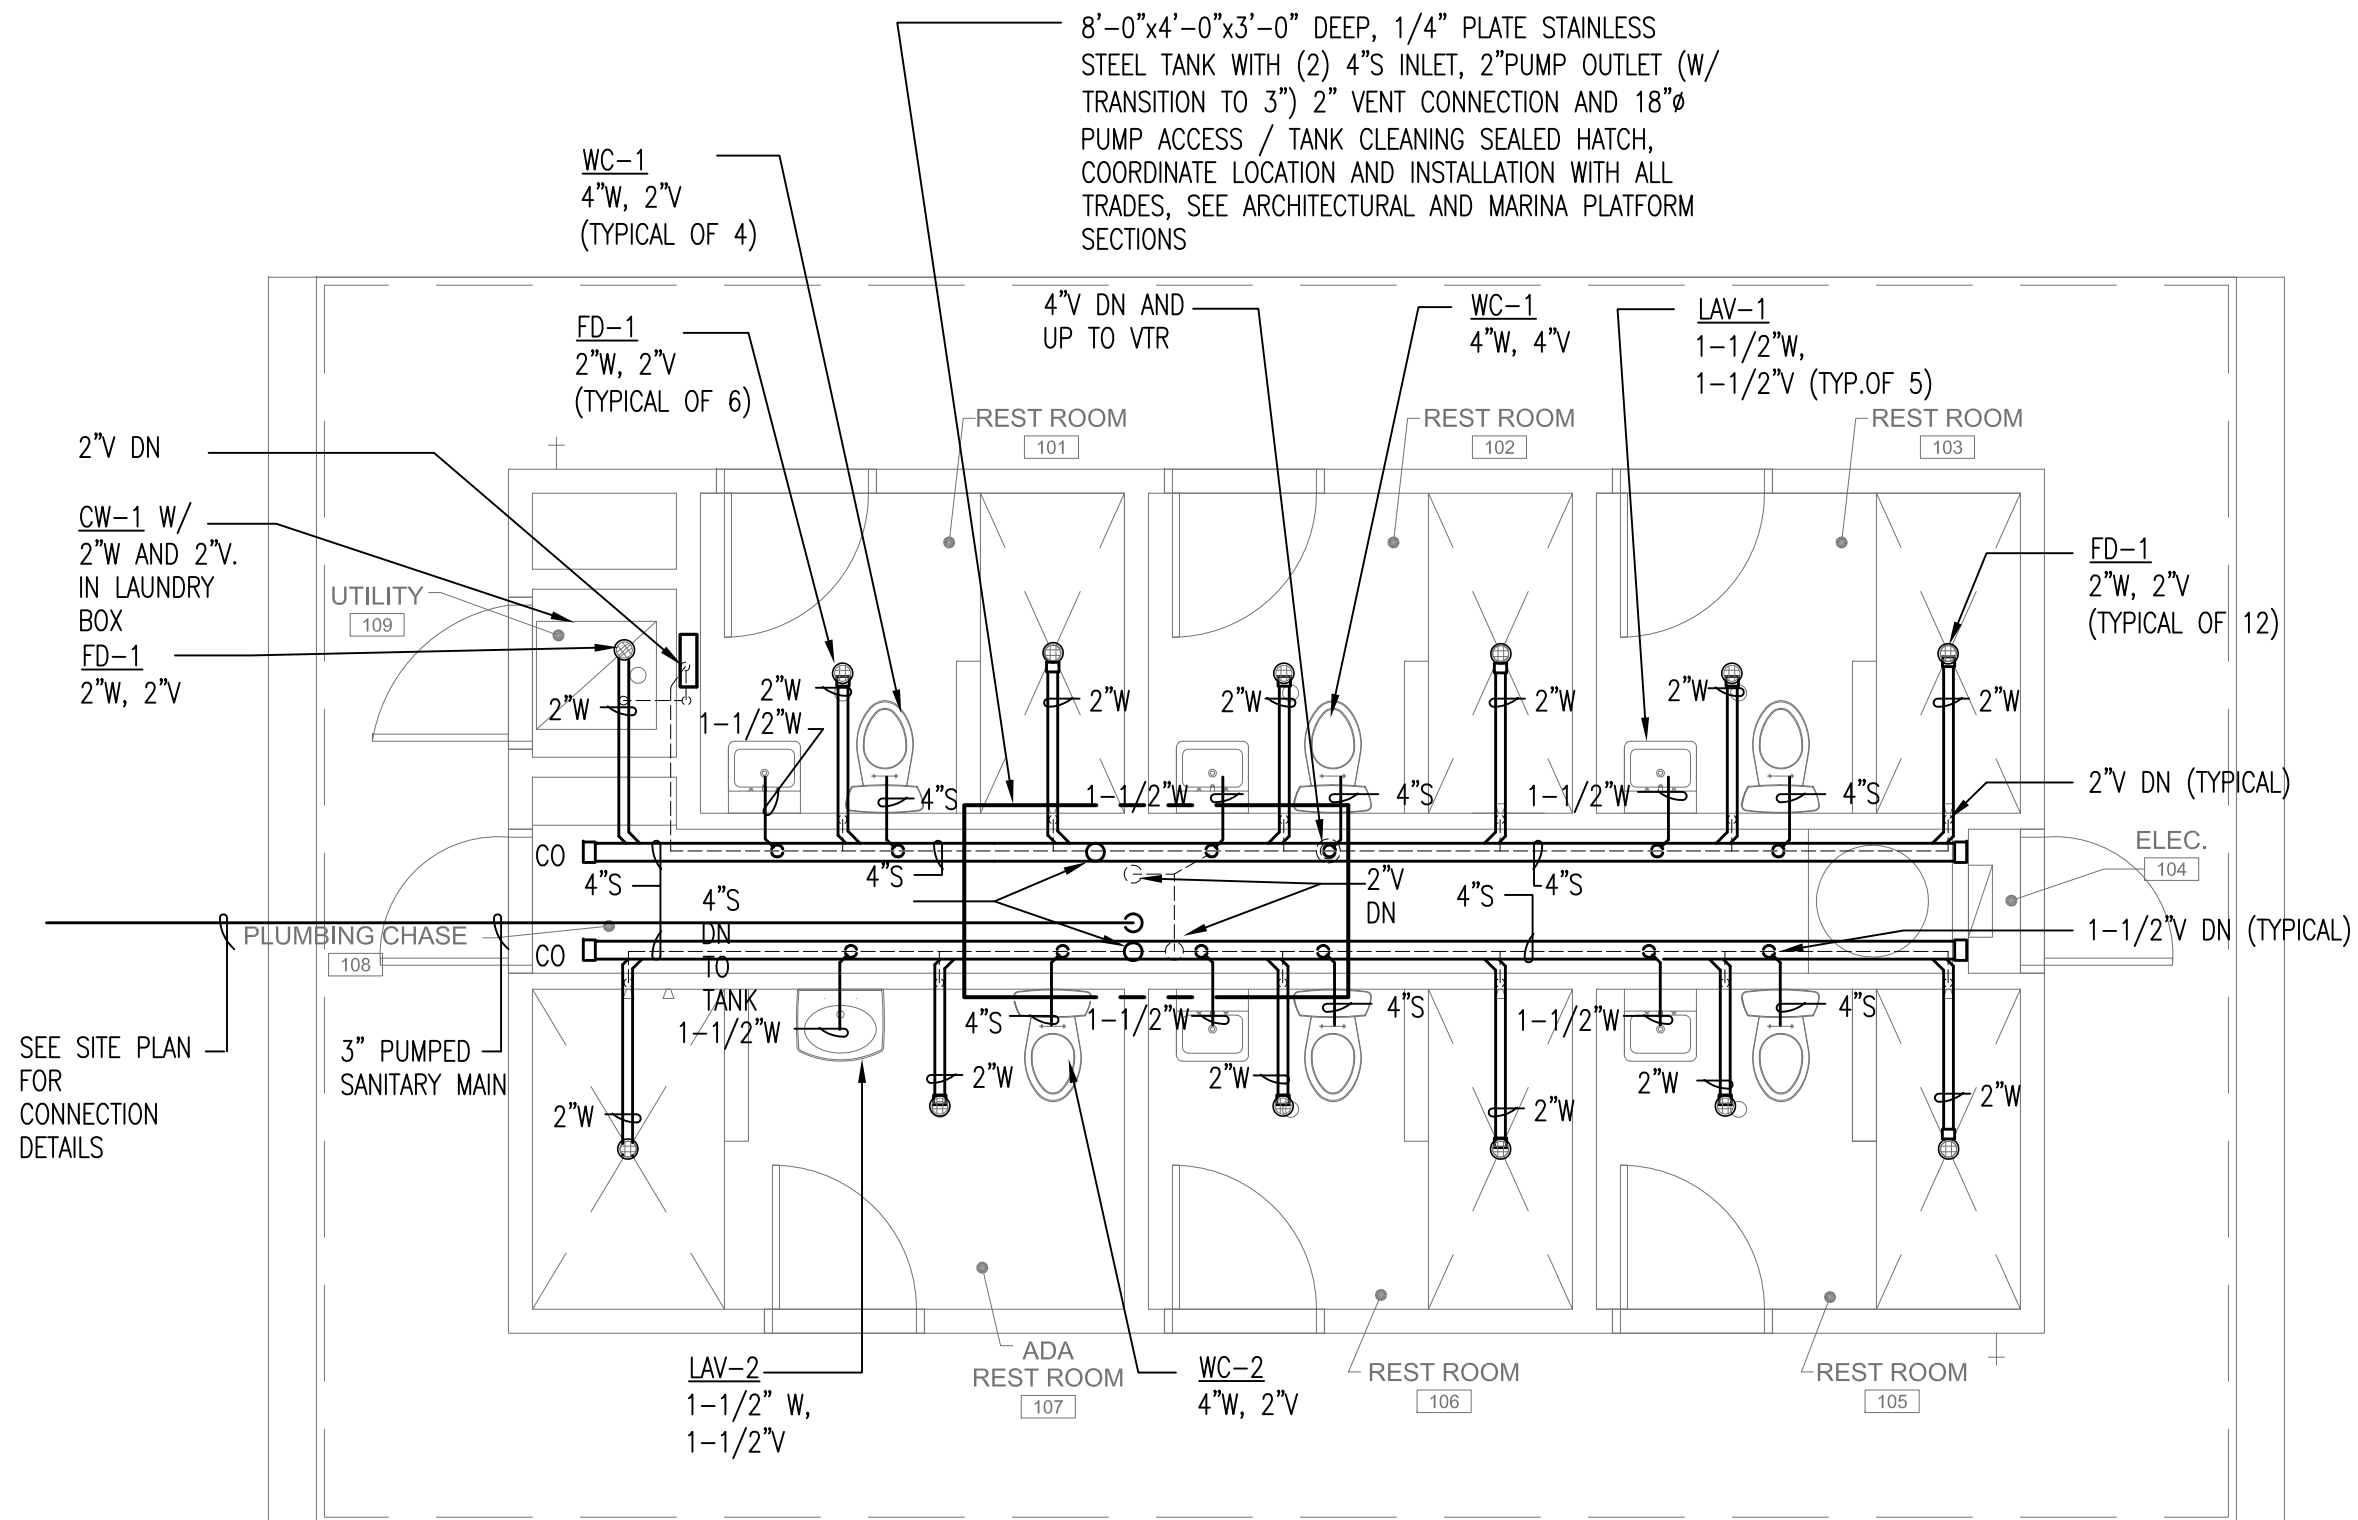 8'-0"x4'-0"x3'-0" DEEP, 1/4" PLATE STAINLESS
STEEL TANK WITH (2) 4"S INLET, 2"PUMP OUTLET (W/
TRANSITION TO 3") 2" VENT CONNECTION AND 18"ø
PUMP ACCESS / TANK CLEANING SEALED HATCH,
COORDINATE LOCATION AND INSTALLATION WITH ALL
TRADES, SEE ARCHITECTURAL AND MARINA PLATFORM
SECTIONS
WC-1
4"W, 2"V
(TYPICAL OF 4)
FD-1
2"W, 2"V
(TYPICAL OF 6)
4"V DN AND
UP TO VTR
WC-1
4"W, 4"V
LAV-1
1-1/2"W,
1-1/2"V (TYP.OF 5)
REST ROOM
101
REST ROOM
102
REST ROOM
103
2"V DN
CW-1 W/
2"W AND 2"V.
IN LAUNDRY
BOX
FD-1
2"W, 2"V
UTILITY
109
FD-1
2"W, 2"V
(TYPICAL OF 12)
2"W
2"W
1-1/2"W
2"W
2"W
2"W
2"W
2"W
4"S
1-1/2"W
4"S
1-1/2"W
4"S
2"V DN (TYPICAL)
CO
4"S
4"S
4"S
DN
TO
TANK
2"V
DN
4"S
4"S
ELEC.
104
1-1/2"V DN (TYPICAL)
PLUMBING CHASE
108
CO
SEE SITE PLAN
FOR
CONNECTION
DETAILS
3" PUMPED
SANITARY MAIN
1-1/2"W
4"S
1-1/2"W
4"S
1-1/2"W
4"S
2"W
2"W
2"W
2"W
2"W
2"W
LAV-2
1-1/2" W,
1-1/2"V
ADA
REST ROOM
107
WC-2
4"W, 2"V
REST ROOM
106
REST ROOM
105